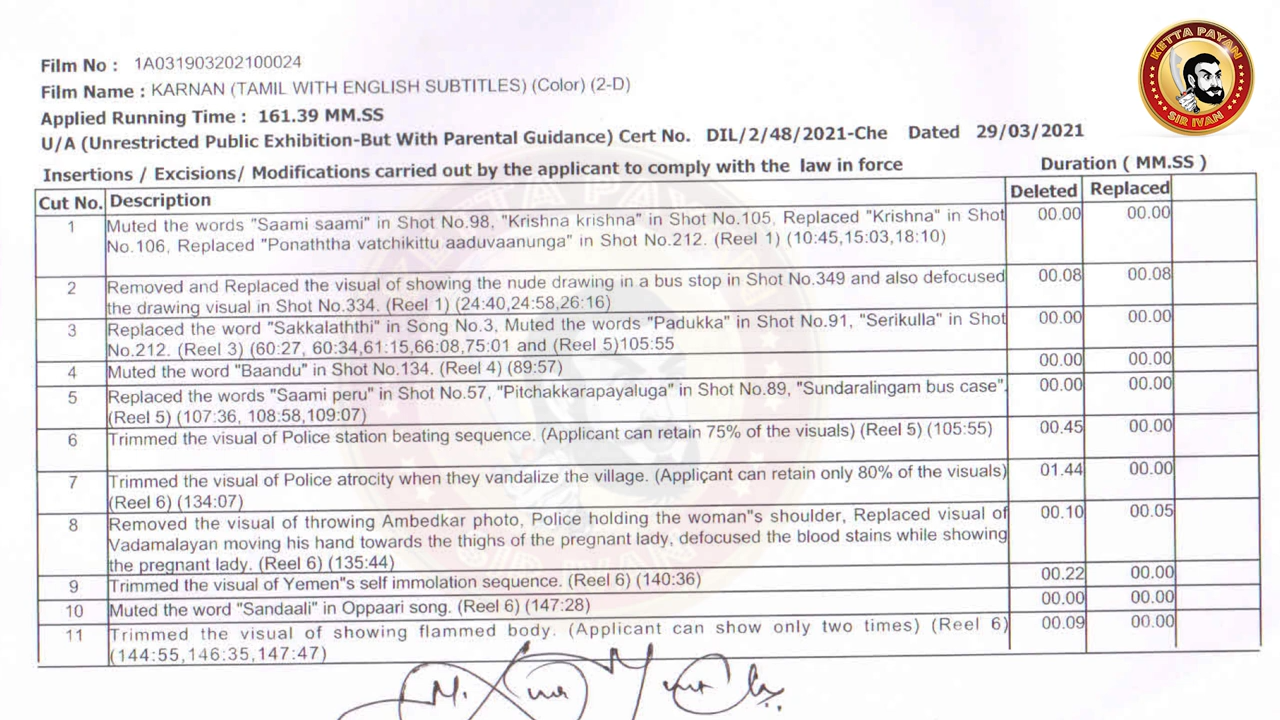 KETTA PAYAN
SIR IVAN
Film No : 1A031903202100024
Film Name : KARNAN (TAMIL WITH ENGLISH SUBTITLES) (Color) (2-D)
Applied Running Time : 161.39 MM.SS
U/A (Unrestricted Public Exhibition-But With Parental Guidance) Cert No. DIL/2/48/2021-Che Dated 29/03/2021
Insertions / Excisions/ Modifications carried out by the applicant to comply with the law in force Duration ( MM.SS )
Cut No. Description Deleted Replaced
1 Muted the words "Saami saami" in Shot No.98, "Krishna krishna" in Shot No.105, Replaced "Krishna" in Shot 00.00 00.00
No.106, Replaced "Ponaththa vatchikittu aaduvaanunga" in Shot No.212. (Reel 1) (10:45,15:03,18:10)
2 Removed and Replaced the visual of showing the nude drawing in a bus stop in Shot No.349 and also defocused 00.08 00.08
the drawing visual in Shot No.334. (Reel 1) (24:40,24:58,26:16)
3 Replaced the word "Sakkalaththi" in Song No.3, Muted the words "Padukka" in Shot No.91, "Serikulla" in Shot 00.00 00.00
No.212. (Reel 3) (60:27, 60:34,61:15,66:08,75:01 and (Reel 5)105:55
4 Muted the word "Baandu" in Shot No.134. (Reel 4) (89:57) 00.00 00.00
5 Replaced the words "Saami peru" in Shot No.57, "Pitchakkarapayaluga" in Shot No.89, "Sundaralingam bus case". 00.00 00.00
(Reel 5) (107:36, 108:58,109:07)
6 Trimmed the visual of Police station beating sequence. (Applicant can retain 75% of the visuals) (Reel 5) (105:55) 00.45 00.00
7 Trimmed the visual of Police atrocity when they vandalize the village. (Applicant can retain only 80% of the visuals) 01.44 00.00
(Reel 6) (134:07)
8 Removed the visual of throwing Ambedkar photo, Police holding the woman"s shoulder, Replaced visual of 00.10 00.05
Vadamalayan moving his hand towards the thighs of the pregnant lady, defocused the blood stains while showing
the pregnant lady. (Reel 6) (135:44)
9 Trimmed the visual of Yemen"s self immolation sequence. (Reel 6) (140:36) 00.22 00.00
10 Muted the word "Sandaali" in Oppaari song. (Reel 6) (147:28) 00.00 00.00
11 Trimmed the visual of showing flammed body. (Applicant can show only two times) (Reel 6) 00.09 00.00
(144:55,146:35,147:47)